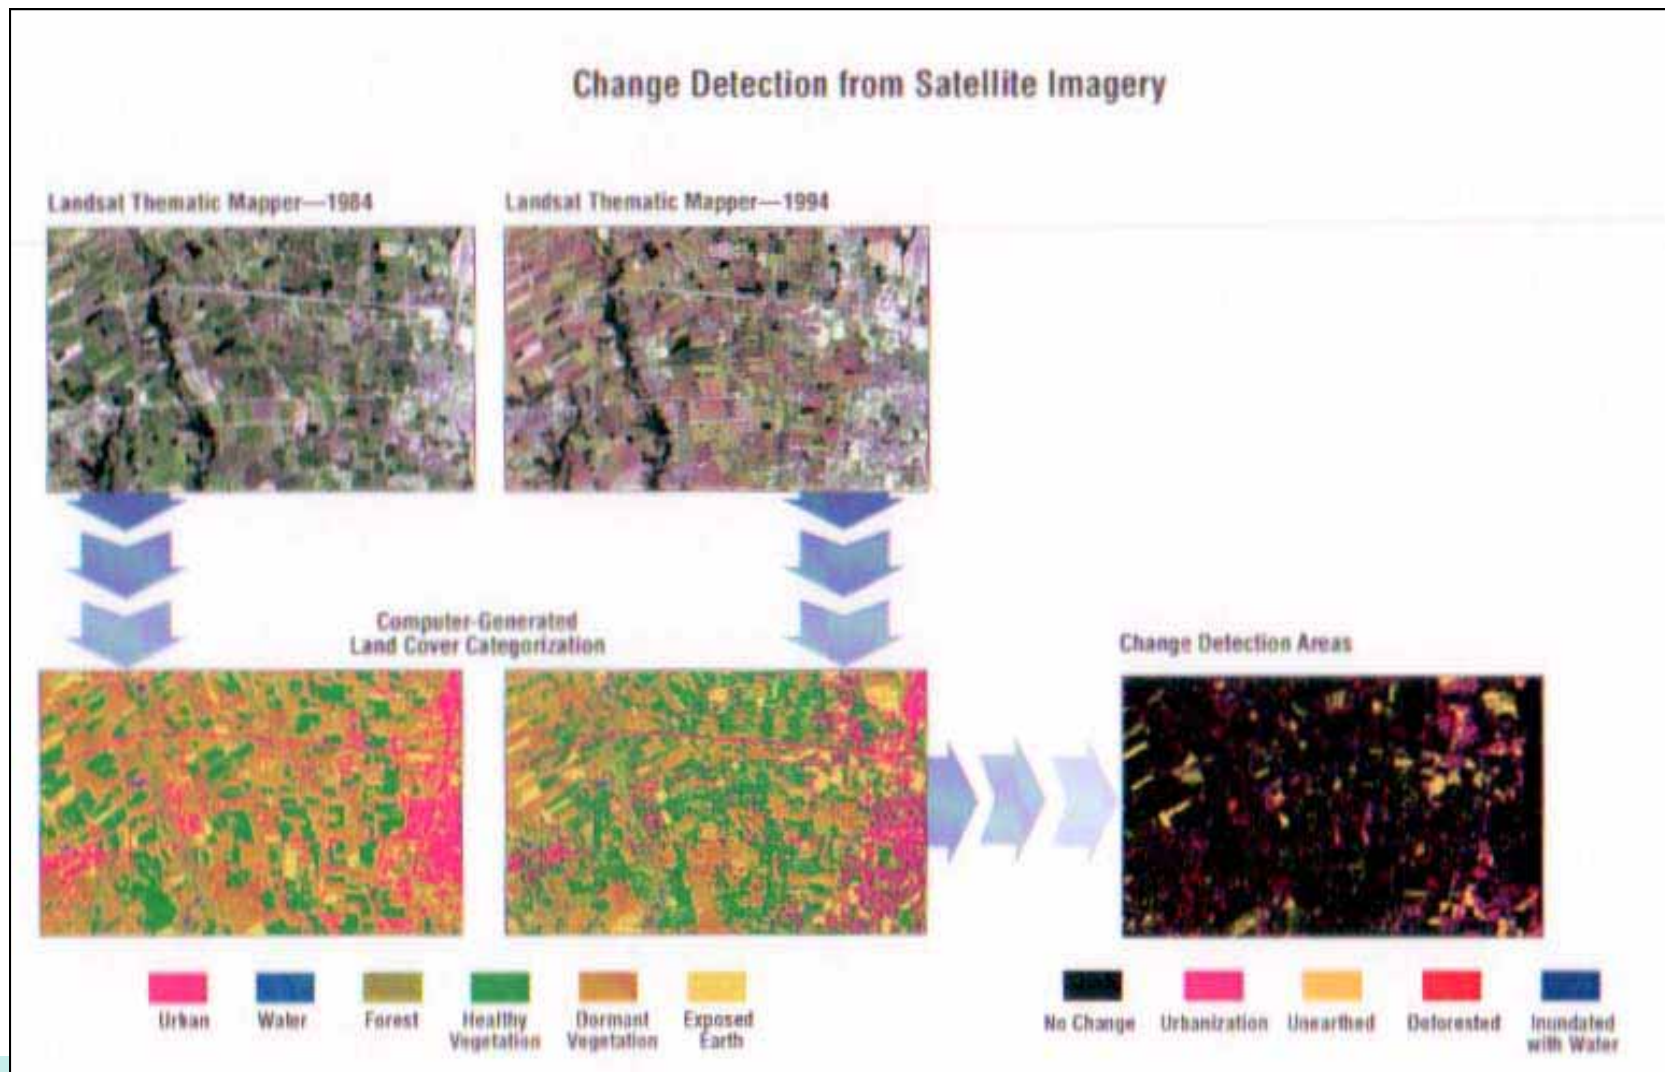 Change Detection from Satellite Imagery
Landsat Thematic Mapper—1984
Landsat Thematic Mapper—1994
Computer-Generated
Land Cover Categorization
Change Detection Areas
Urban
Water
Forest
Healthy
Vegetation
Dormant
Vegetation
Exposed
Earth
No Change
Urbanization
Unearthed
Deforested
Inundated
with Water